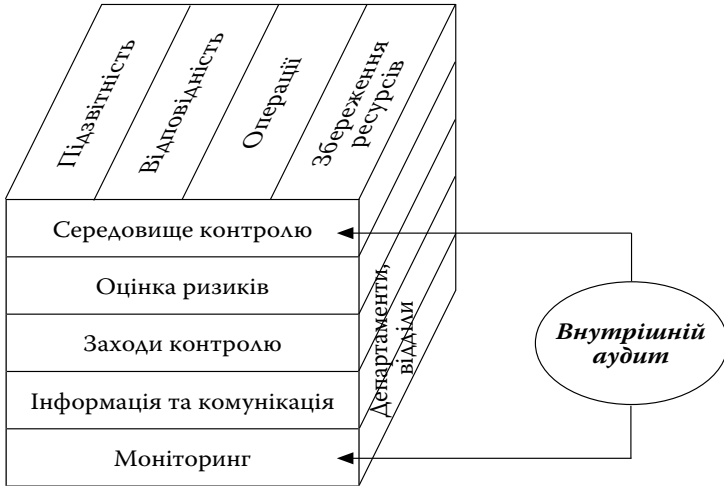 Підзвітність
Відповідність
Операції
Збереження
ресурсів
Середовище контролю
Оцінка ризиків
Заходи контролю
Інформація та комунікація
Моніторинг
Департаменти,
відділи
Внутрішній
аудит